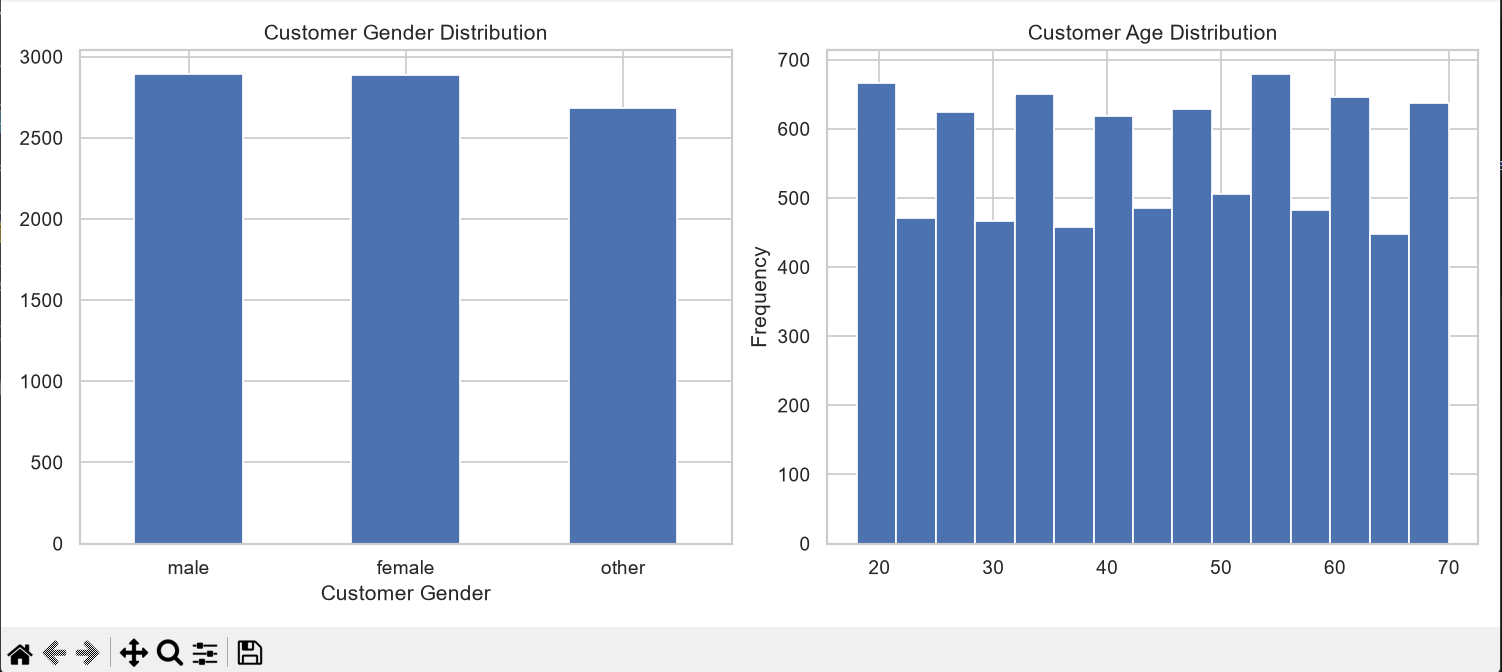 Customer Gender Distribution
3000
2500
2000
1500
1000
500
0
male female other
Customer Gender
Customer Age Distribution
Frequency
700
600
500
400
300
200
100
0
20 30 40 50 60 70